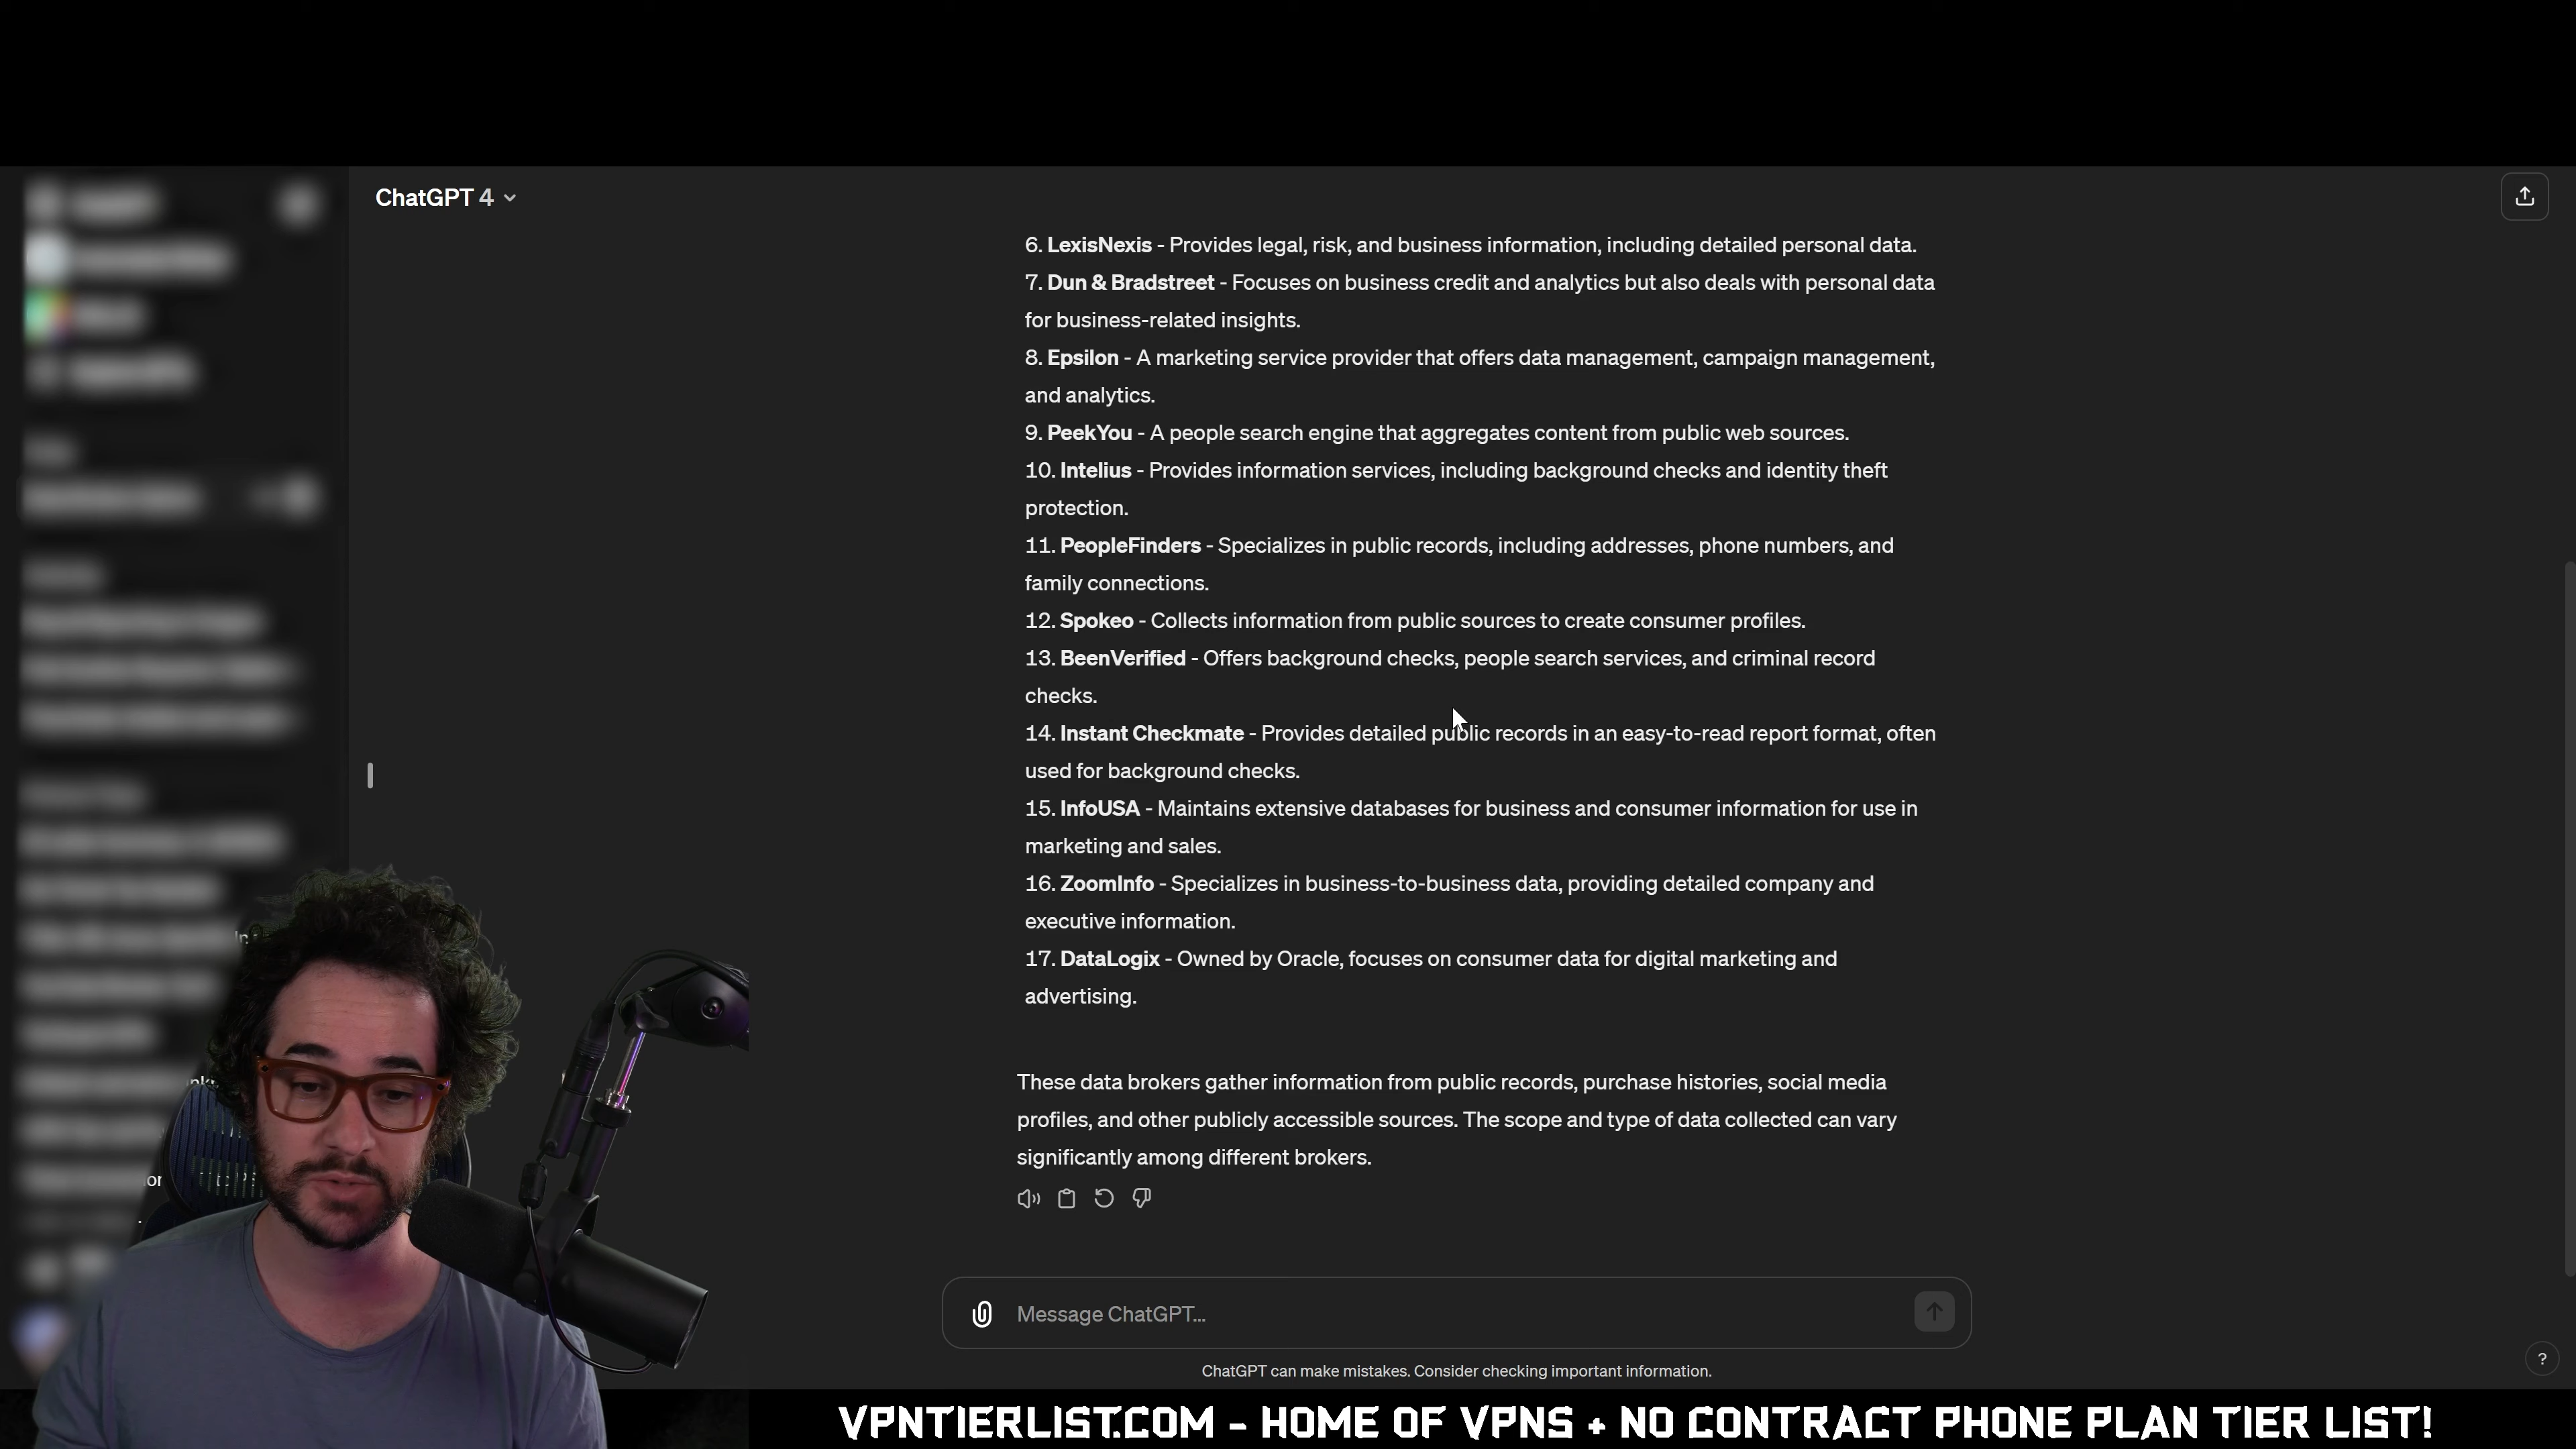 ChatGPT 4
6. LexisNexis - Provides legal, risk, and business information, including detailed personal data.
7. Dun & Bradstreet - Focuses on business credit and analytics but also deals with personal data
for business-related insights.
8. Epsilon - A marketing service provider that offers data management, campaign management,
and analytics.
9. PeekYou - A people search engine that aggregates content from public web sources.
10. Intelius - Provides information services, including background checks and identity theft
protection.
11. PeopleFinders - Specializes in public records, including addresses, phone numbers, and
family connections.
12. Spokeo - Collects information from public sources to create consumer profiles.
13. BeenVerified - Offers background checks, people search services, and criminal record
checks.
14. Instant Checkmate - Provides detailed public records in an easy-to-read report format, often
used for background checks.
15. InfoUSA - Maintains extensive databases for business and consumer information for use in
marketing and sales.
16. ZoomInfo - Specializes in business-to-business data, providing detailed company and
executive information.
17. DataLogix - Owned by Oracle, focuses on consumer data for digital marketing and
advertising.
These data brokers gather information from public records, purchase histories, social media
profiles, and other publicly accessible sources. The scope and type of data collected can vary
significantly among different brokers.
Message ChatGPT...
ChatGPT can make mistakes. Consider checking important information.
?
VPNTIERLIST.COM - HOME OF VPNS + NO CONTRACT PHONE PLAN TIER LIST!